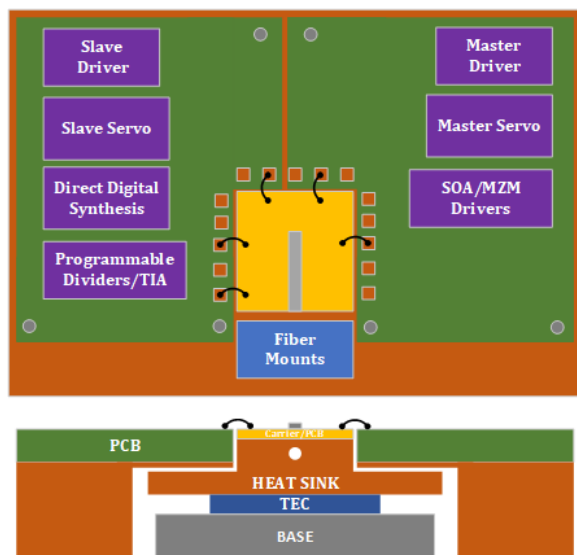 Slave
Driver
Master
Driver
Slave Servo
Master Servo
Direct Digital
Synthesis
SOA/MZM
Drivers
Programmable
Dividers/TIA
Fiber
Mounts
Carrier/PCB
PCB
HEAT SINK
TEC
BASE